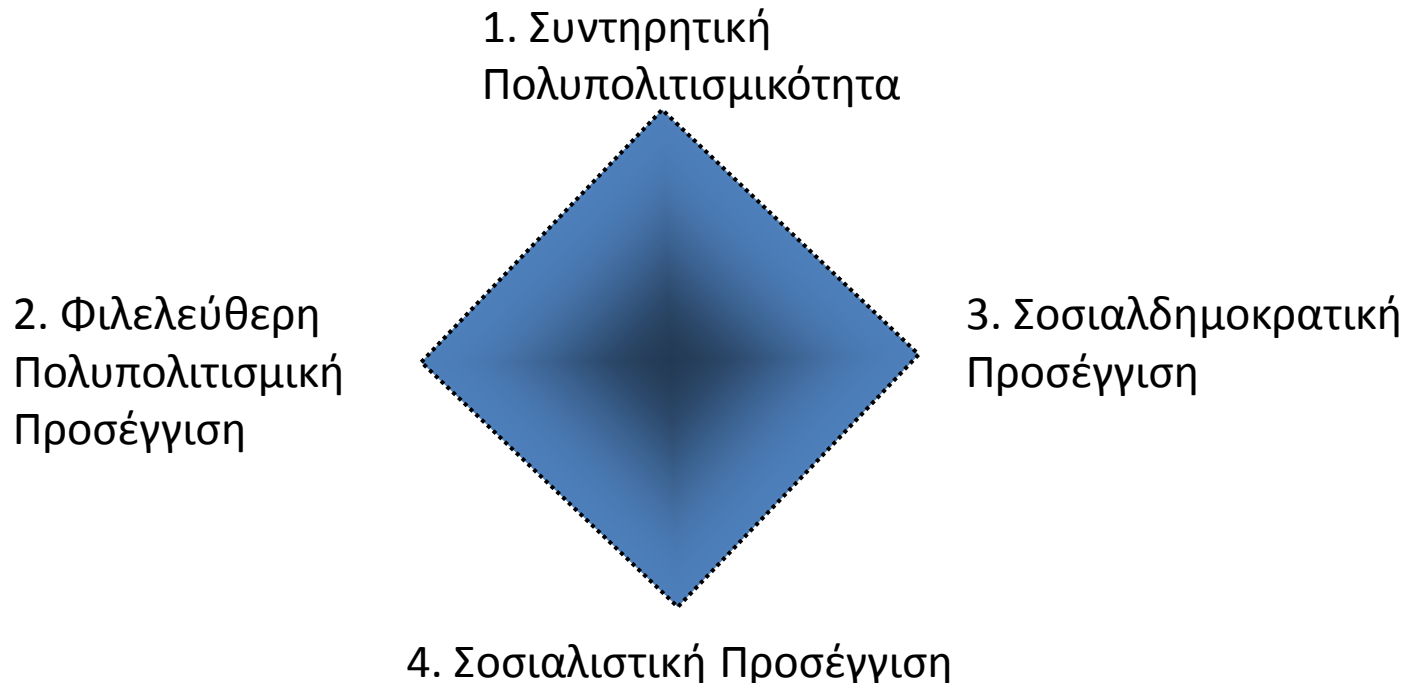 1. Συντηρητική
Πολυπολιτισμικότητα
2. Φιλελεύθερη
Πολυπολιτισμική
Προσέγγιση
3. Σοσιαλδημοκρατική
Προσέγγιση
4. Σοσιαλιστική Προσέγγιση